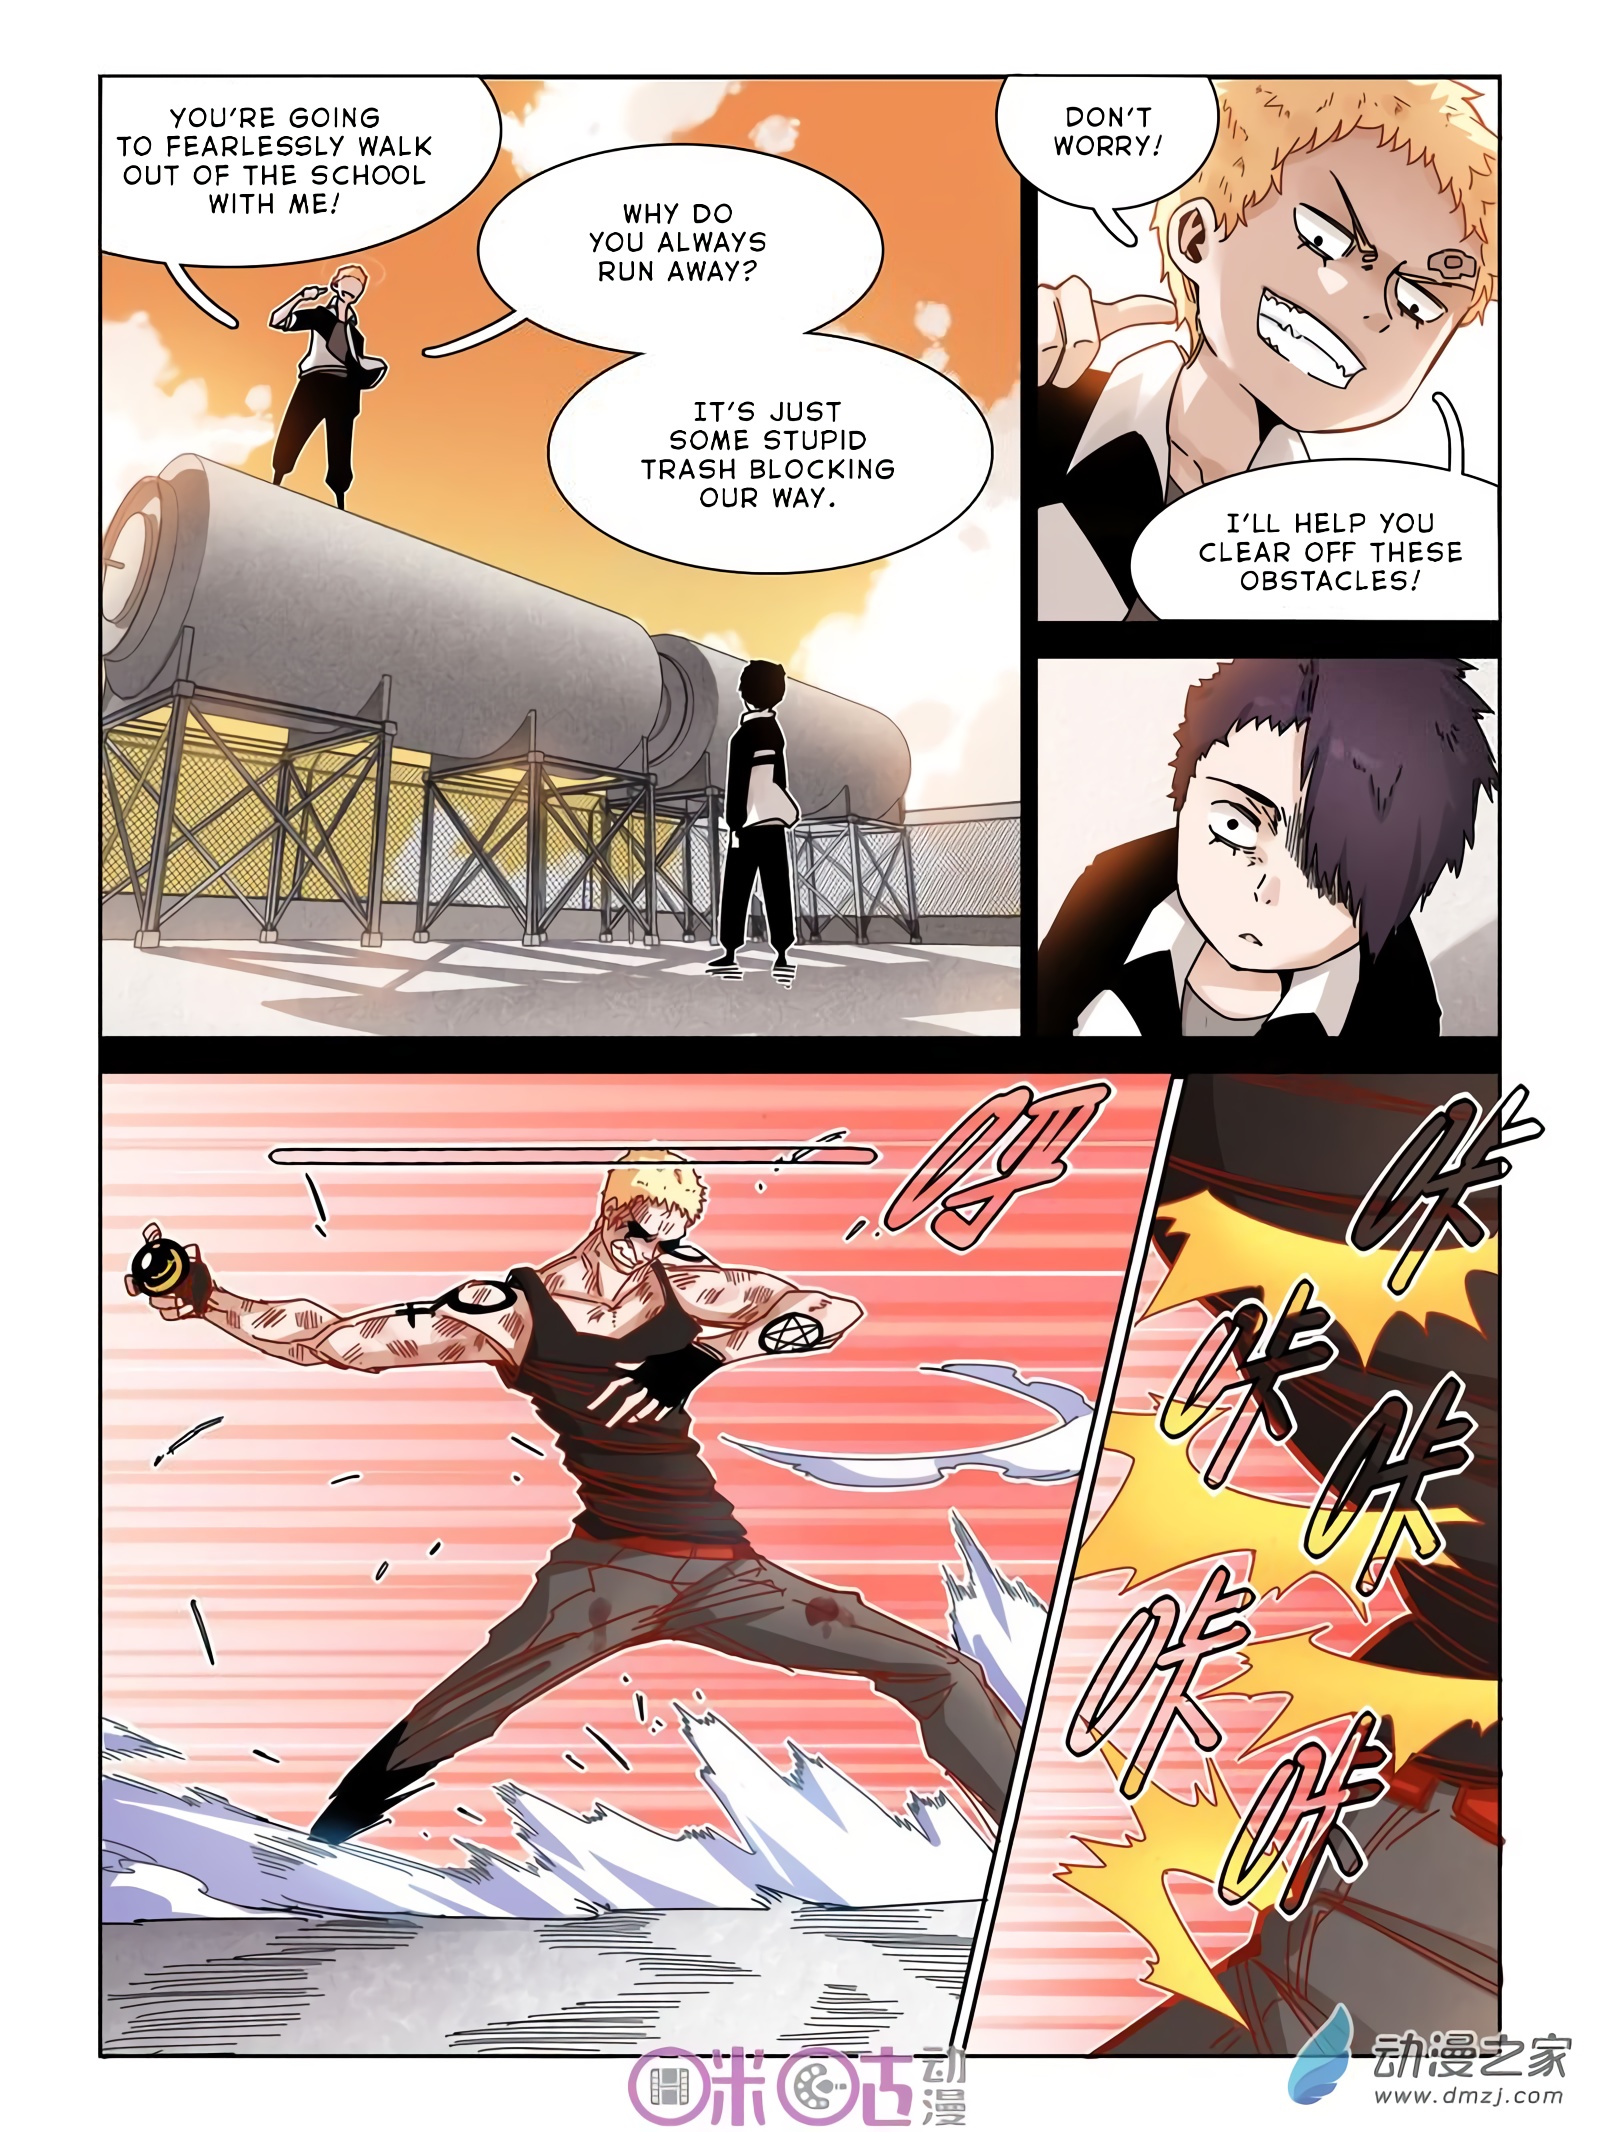 YOU'RE GOING
TO FEARLESSLY WALK
OUT OF THE SCHOOL
WITH ME!
WHY DO
YOU ALWAYS
RUN AWAY?
IT'S JUST
SOME STUPID
TRASH BLOCKING
OUR WAY.
DON'T
WORRY!
I'LL HELP YOU
CLEAR OFF THESE
OBSTACLES!
呼
咔
咔
咔
咔
咔
咪咕动漫
动漫之家
www.dmzj.com